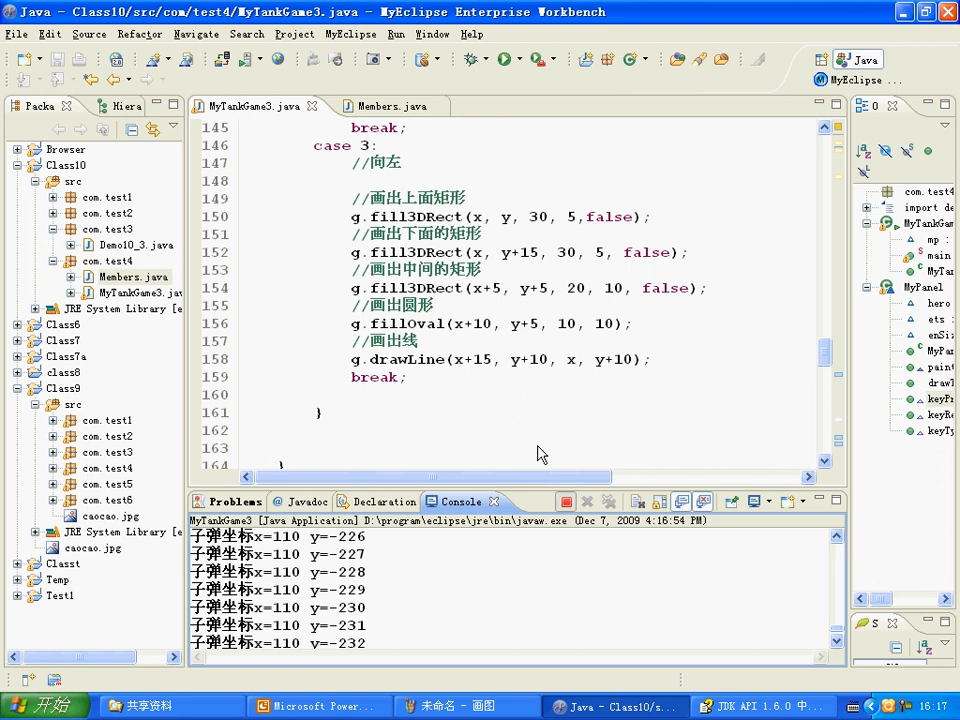 Java - Class10/src/com/test4/MyTankGame3.java - MyEclipse Enterprise Workbench
File Edit Source Refactor Navigate Search Project MyEclipse Run Window Help
Java
MyEclipse ...
Packa
Hiera
MyTankGame3.java
Members.java
O
Browser
Class10
src
com.test1
com.test2
com.test3
Demo10_3.java
com.test4
Members.java
MyTankGame3.jav
JRE System Library [e
Class6
Class7
Class7a
class8
Class9
src
com.test1
com.test2
com.test3
com.test4
com.test5
com.test6
caocao.jpg
JRE System Library [e
caocao.jpg
Classt
Temp
Test1
145 break;
146 case 3:
147 //向左
148
149 //画出上面矩形
150 g.fill3DRect(x, y, 30, 5,false);
151 //画出下面的矩形
152 g.fill3DRect(x, y+15, 30, 5, false);
153 //画出中间的矩形
154 g.fill3DRect(x+5, y+5, 20, 10, false);
155 //画出圆形
156 g.fillOval(x+10, y+5, 10, 10);
157 //画出线
158 g.drawLine(x+15, y+10, x, y+10);
159 break;
160
161 }
162
163
164 }
com.test4
import de
MyTankGam
mp :
main
MyTa
MyPanel
hero
ets :
enSiz
MyPa
paint
drawT
keyPr
keyRe
keyTy
S
Problems
Javadoc
Declaration
Console
MyTankGame3 [Java Application] D:\program\eclipse\jre\bin\javaw.exe (Dec 7, 2009 4:16:54 PM)
子弹坐标x=110 y=-226
子弹坐标x=110 y=-227
子弹坐标x=110 y=-228
子弹坐标x=110 y=-229
子弹坐标x=110 y=-230
子弹坐标x=110 y=-231
子弹坐标x=110 y=-232
开始
共享资料
Microsoft Power...
未命名 - 画图
Java - Class10/s...
JDK API 1.6.0 中...
16:17